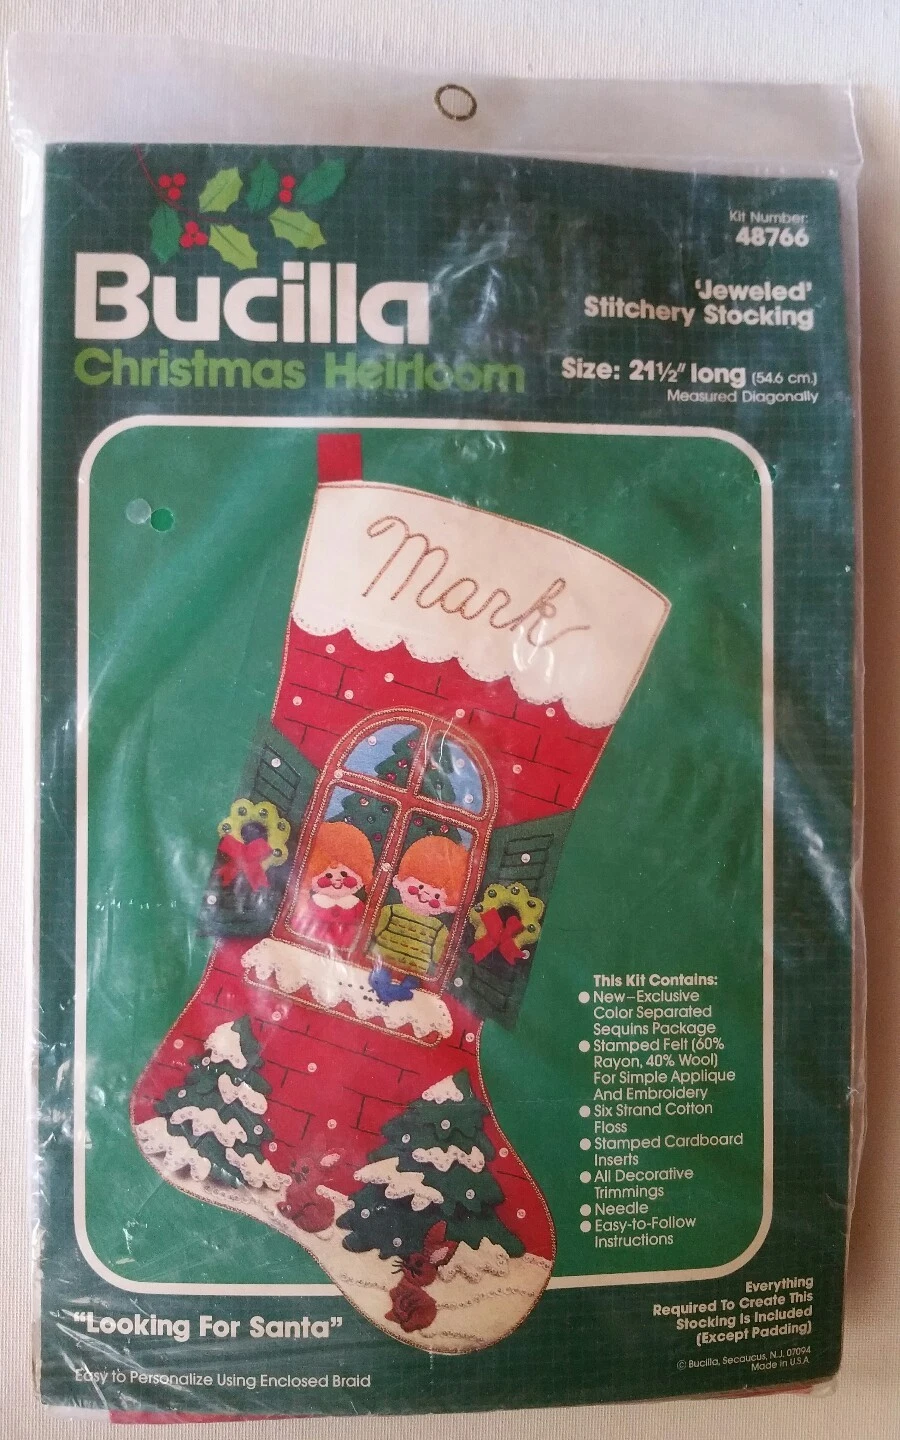 Kit Number:
48766
Bucilla
Christmas Heirloom
'Jeweled'
Stitchery Stocking
Size: 21½" long (54.6 cm.)
Measured Diagonally
Mark
This Kit Contains:
● New–Exclusive
Color Separated
Sequins Package
● Stamped Felt (60%
Rayon, 40% Wool)
For Simple Applique
And Embroidery
● Six Strand Cotton
Floss
● Stamped Cardboard
Inserts
● All Decorative
Trimmings
● Needle
● Easy-to-Follow
Instructions
"Looking For Santa"
Easy to Personalize Using Enclosed Braid
Everything
Required To Create This
Stocking Is Included
(Except Padding)
© Bucilla, Secaucus, N.J. 07094
Made in U.S.A